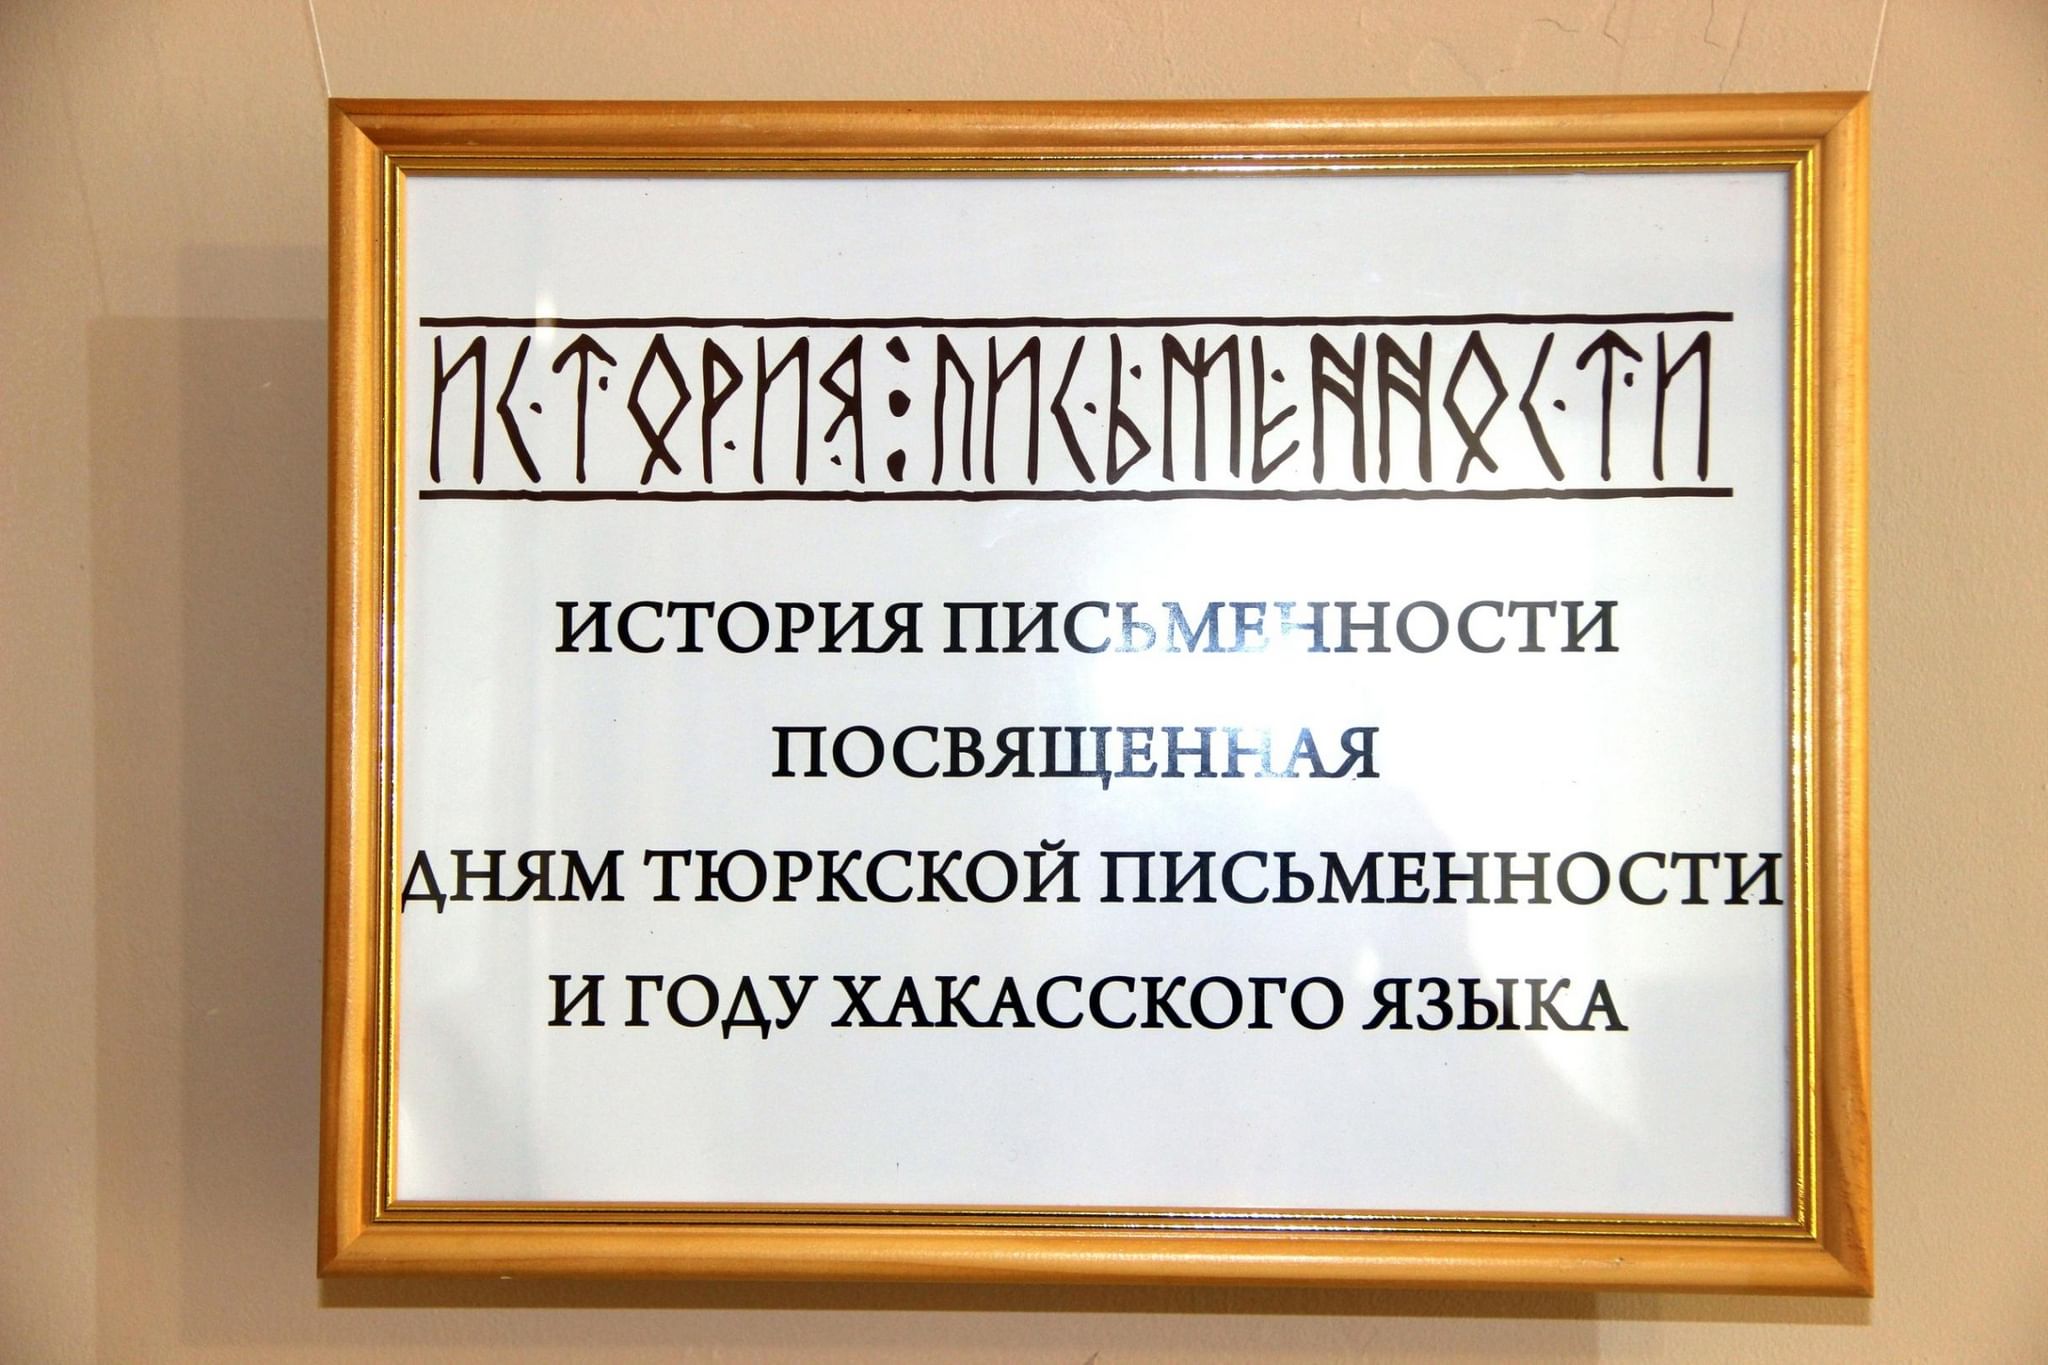 ИСТОРИЯ⁝ПИСЬМЕННОСТИ
ИСТОРИЯ ПИСЬМЕННОСТИ
ПОСВЯЩЕННАЯ
ДНЯМ ТЮРКСКОЙ ПИСЬМЕННОСТИ
И ГОДУ ХАКАССКОГО ЯЗЫКА